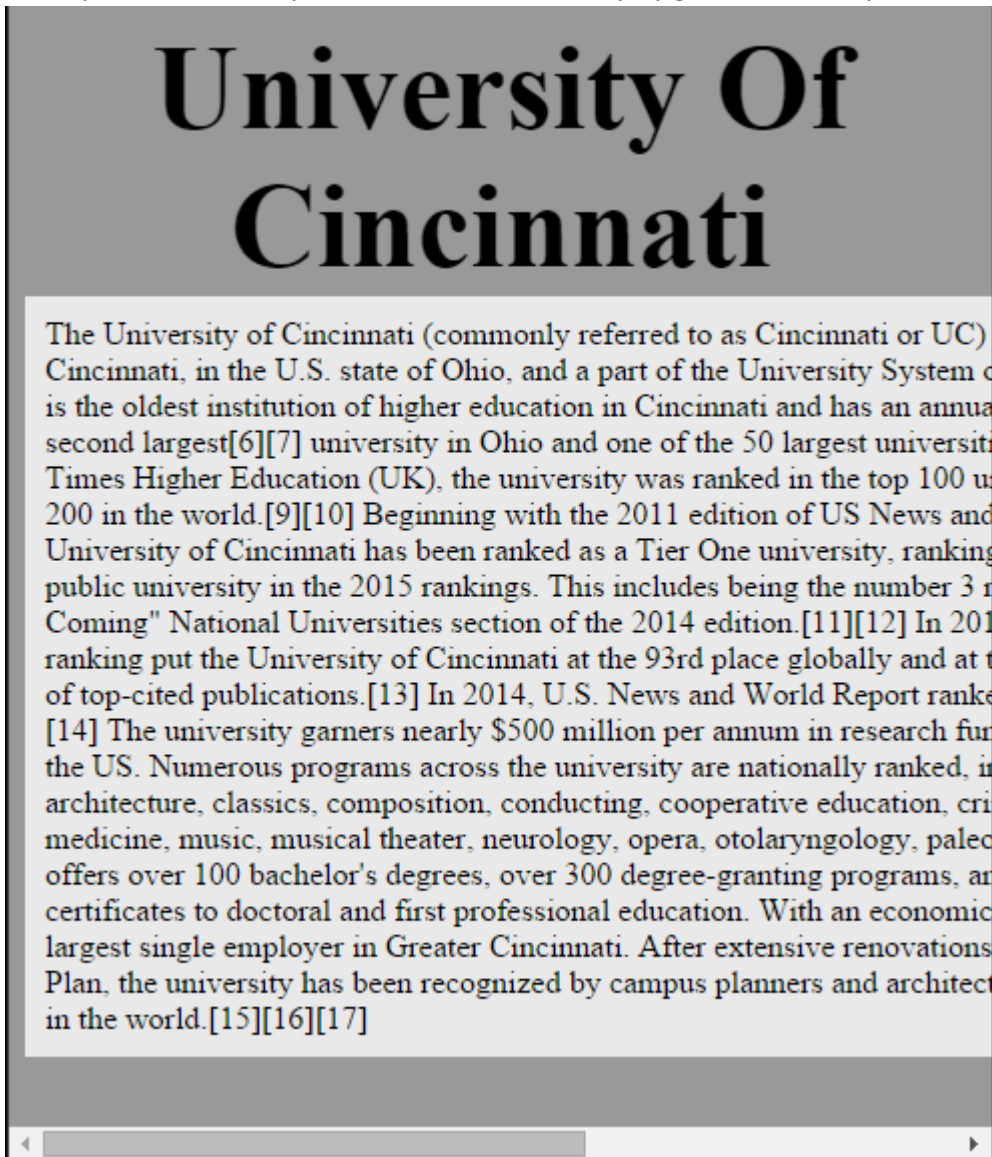 University Of
Cincinnati
The University of Cincinnati (commonly referred to as Cincinnati or UC)
Cincinnati, in the U.S. state of Ohio, and a part of the University System
is the oldest institution of higher education in Cincinnati and has an
second largest[6][7] university in Ohio and one of the 50 largest
Times Higher Education (UK), the university was ranked in the top 100
200 in the world.[9][10] Beginning with the 2011 edition of US News and
University of Cincinnati has been ranked as a Tier One university,
public university in the 2015 rankings. This includes being the number 3
Coming" National Universities section of the 2014 edition.[11][12] In
ranking put the University of Cincinnati at the 93rd place globally and at
of top-cited publications.[13] In 2014, U.S. News and World Report
[14] The university garners nearly $500 million per annum in research
the US. Numerous programs across the university are nationally ranked,
architecture, classics, composition, conducting, cooperative education,
medicine, music, musical theater, neurology, opera, otolaryngology,
offers over 100 bachelor's degrees, over 300 degree-granting programs,
certificates to doctoral and first professional education. With an economic
largest single employer in Greater Cincinnati. After extensive renovations
Plan, the university has been recognized by campus planners and
in the world.[15][16][17]